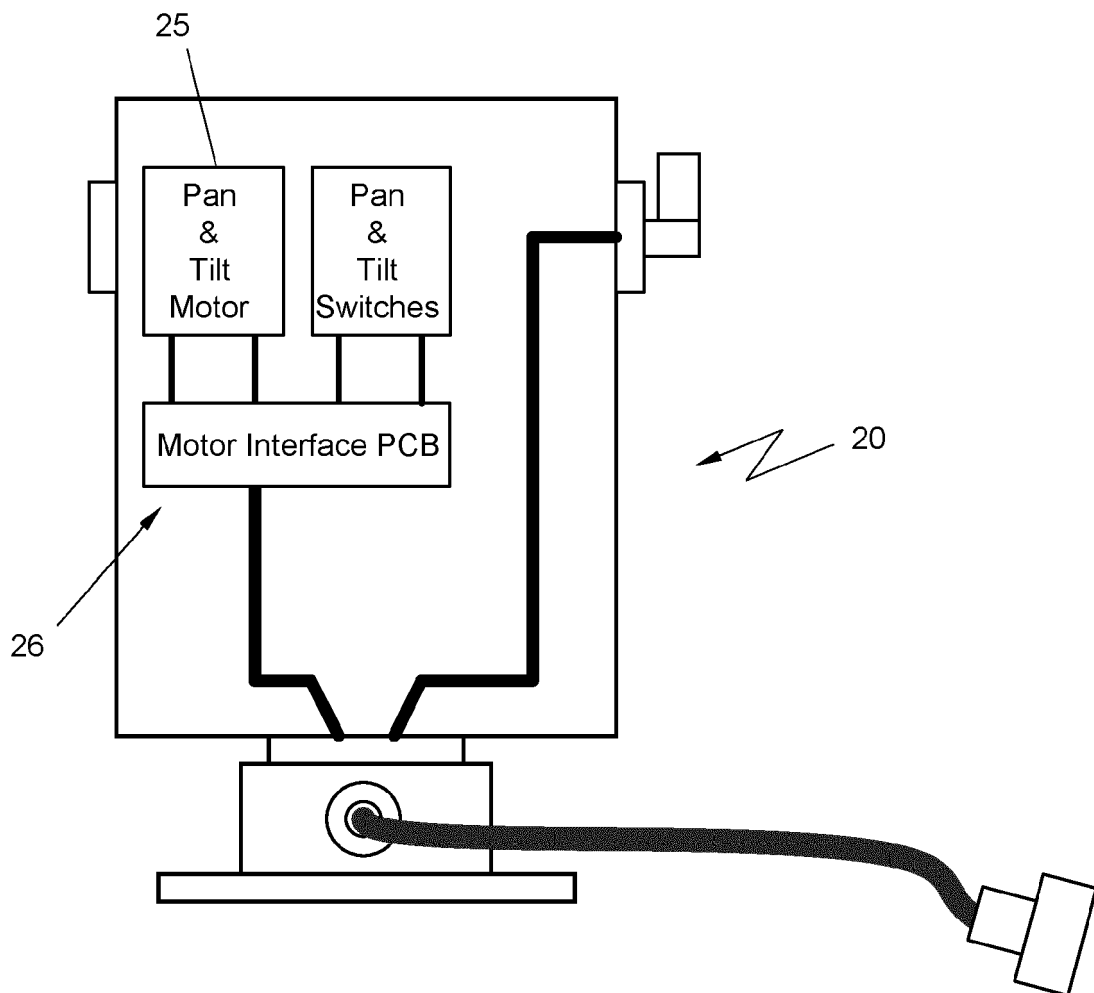 25
Pan
&
Tilt
Motor
Pan
&
Tilt
Switches
Motor Interface PCB
20
26